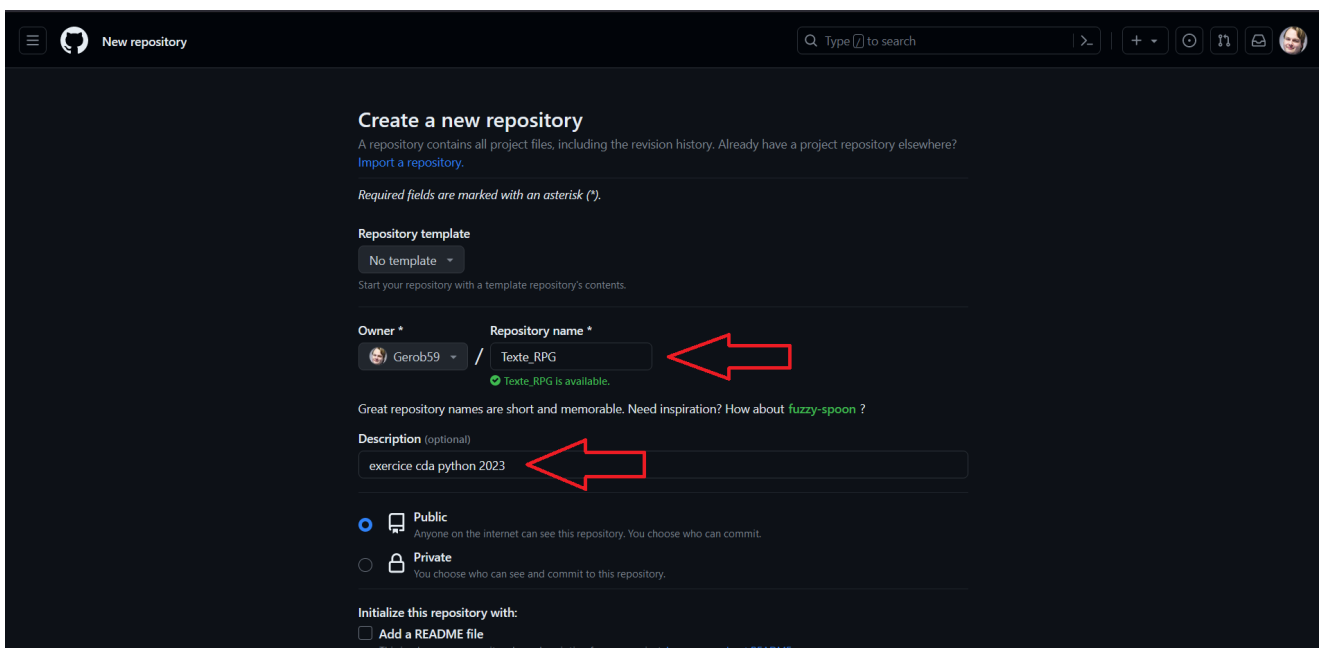 New repository
Type / to search
Create a new repository
A repository contains all project files, including the revision history. Already have a project repository elsewhere?
Import a repository.
Required fields are marked with an asterisk (*).
Repository template
No template
Start your repository with a template repository's contents.
Owner * Repository name *
Gerob59 / Texte_RPG
Texte_RPG is available.
Great repository names are short and memorable. Need inspiration? How about fuzzy-spoon ?
Description (optional)
exercice cda python 2023
Public
Anyone on the internet can see this repository. You choose who can commit.
Private
You choose who can see and commit to this repository.
Initialize this repository with:
Add a README file